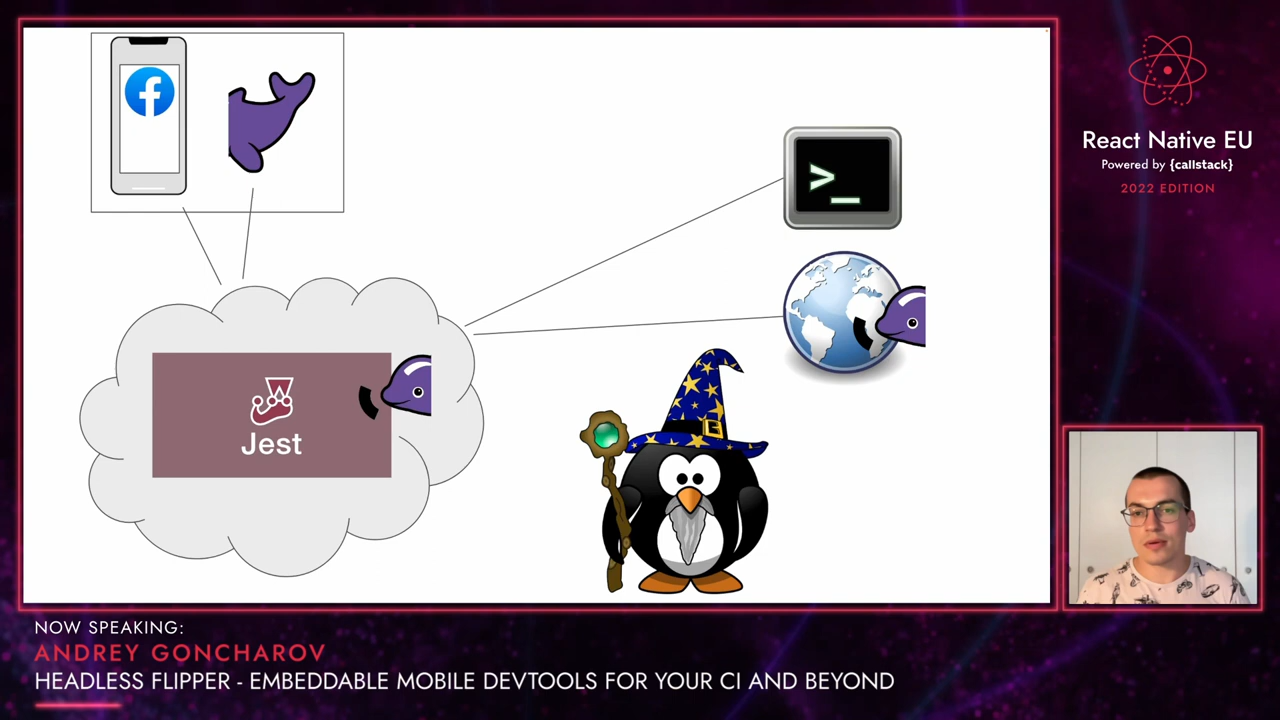 >_
Jest
React Native EU
Powered by {callstack}
2022 EDITION
NOW SPEAKING:
ANDREY GONCHAROV
HEADLESS FLIPPER - EMBEDDABLE MOBILE DEVTOOLS FOR YOUR CI AND BEYOND